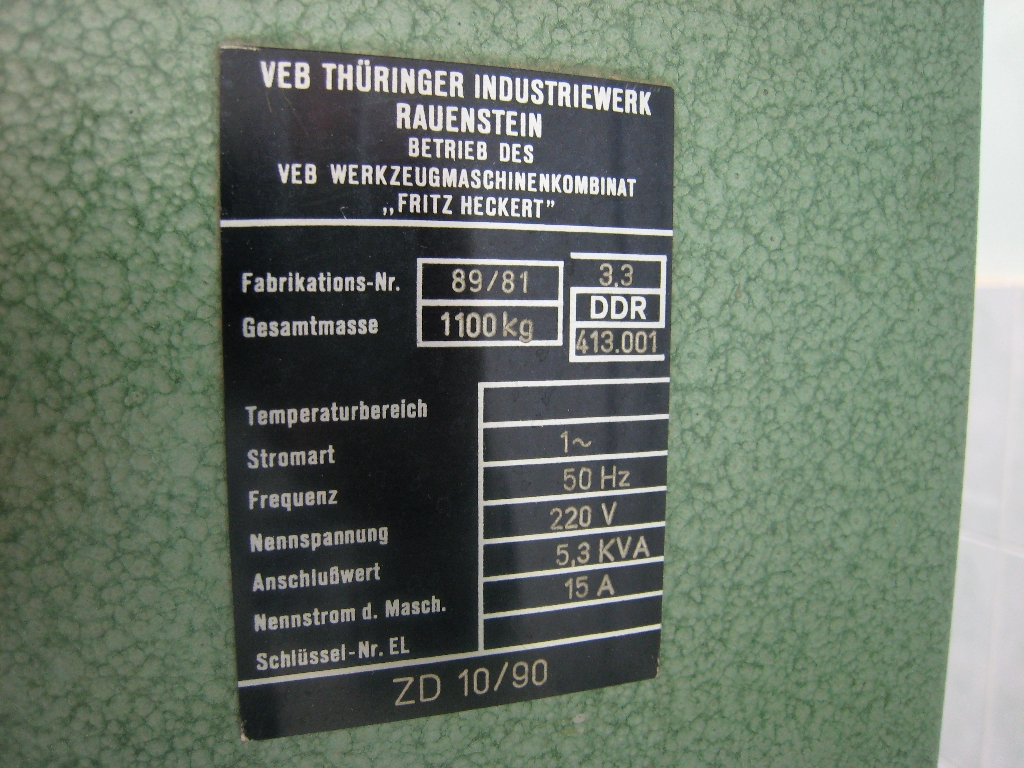 VEB THÜRINGER INDUSTRIEWERK
RAUENSTEIN
BETRIEB DES
VEB WERKZEUGMASCHINENKOMBINAT
„FRITZ HECKERT"
Fabrikations-Nr. 89/81
Gesamtmasse 1100 kg
3.3
DDR
413.001
Temperaturbereich
Stromart 1~
Frequenz 50 Hz
Nennspannung 220 V
Anschlußwert 5,3 KVA
Nennstrom d. Masch. 15 A
Schlüssel-Nr. EL
ZD 10/90